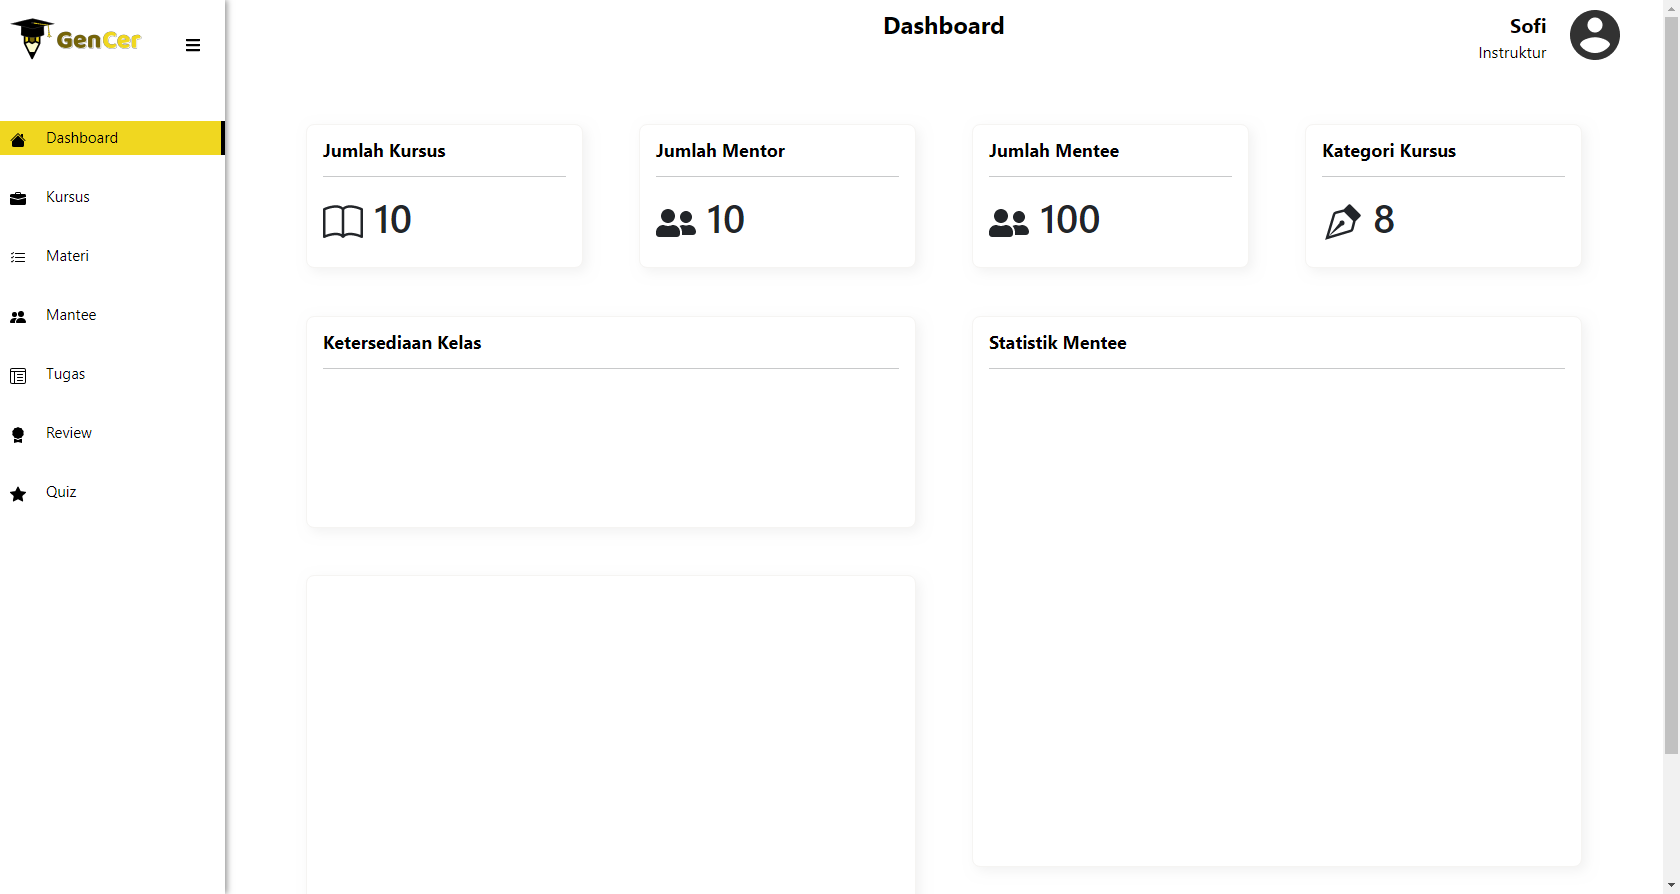 GenCer
Dashboard
Kursus
Materi
Mantee
Tugas
Review
Quiz
Dashboard
Sofi
Instruktur
Jumlah Kursus
10
Jumlah Mentor
10
Jumlah Mentee
100
Kategori Kursus
8
Ketersediaan Kelas
Statistik Mentee